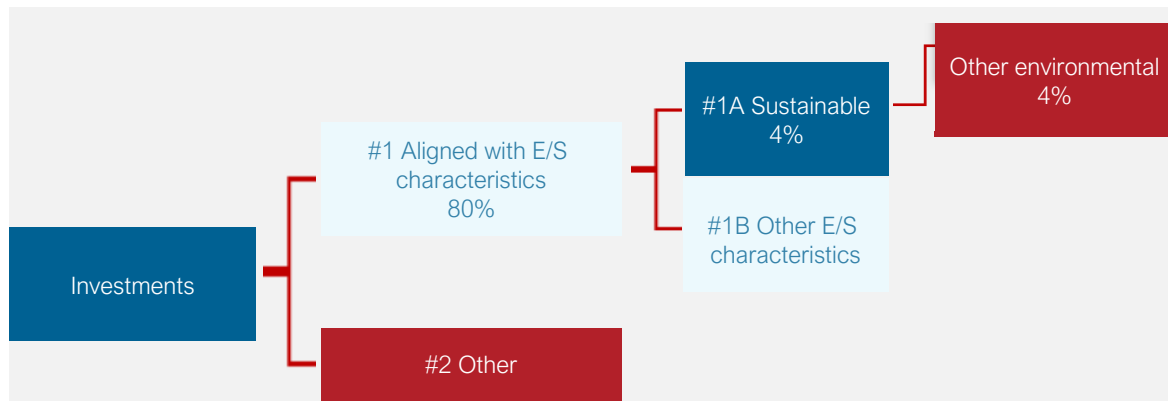 Investments
#1 Aligned with E/S
characteristics
80%
#2 Other
#1A Sustainable
4%
#1B Other E/S
characteristics
Other environmental
4%